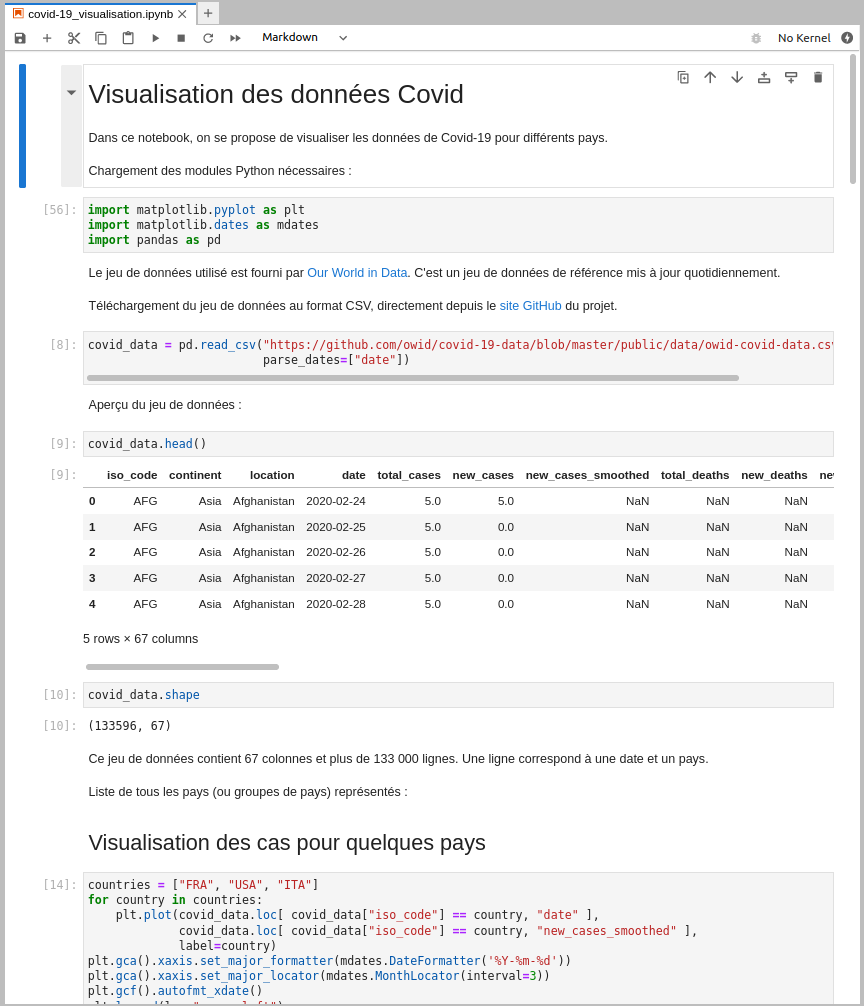 covid-19_visualisation.ipynb
Markdown
No Kernel
Visualisation des données Covid
Dans ce notebook, on se propose de visualiser les données de Covid-19 pour différents pays.
Chargement des modules Python nécessaires :
[56]: import matplotlib.pyplot as plt
import matplotlib.dates as mdates
import pandas as pd
Le jeu de données utilisé est fourni par Our World in Data. C'est un jeu de données de référence mis à jour quotidiennement.
Téléchargement du jeu de données au format CSV, directement depuis le site GitHub du projet.
[8]: covid_data = pd.read_csv("https://github.com/owid/covid-19-data/blob/master/public/data/owid-covid-data.csv
parse_dates=["date"])
Aperçu du jeu de données :
[9]: covid_data.head()
[9]: iso_code continent location date total_cases new_cases new_cases_smoothed total_deaths new_deaths
0 AFG Asia Afghanistan 2020-02-24 5.0 5.0 NaN NaN NaN
1 AFG Asia Afghanistan 2020-02-25 5.0 0.0 NaN NaN NaN
2 AFG Asia Afghanistan 2020-02-26 5.0 0.0 NaN NaN NaN
3 AFG Asia Afghanistan 2020-02-27 5.0 0.0 NaN NaN NaN
4 AFG Asia Afghanistan 2020-02-28 5.0 0.0 NaN NaN NaN
5 rows × 67 columns
[10]: covid_data.shape
[10]: (133596, 67)
Ce jeu de données contient 67 colonnes et plus de 133 000 lignes. Une ligne correspond à une date et un pays.
Liste de tous les pays (ou groupes de pays) représentés :
Visualisation des cas pour quelques pays
[14]: countries = ["FRA", "USA", "ITA"]
for country in countries:
plt.plot(covid_data.loc[ covid_data["iso_code"] == country, "date" ],
covid_data.loc[ covid_data["iso_code"] == country, "new_cases_smoothed" ],
label=country)
plt.gca().xaxis.set_major_formatter(mdates.DateFormatter('%Y-%m-%d'))
plt.gca().xaxis.set_major_locator(mdates.MonthLocator(interval=3))
plt.gcf().autofmt_xdate()